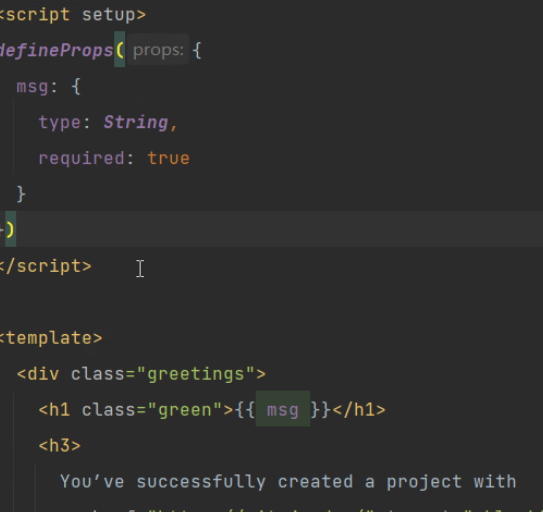 <script setup>
defineProps( props: {
  msg: {
    type: String,
    required: true
  }
})
</script>

<template>
  <div class="greetings">
    <h1 class="green">{{ msg }}</h1>
    <h3>
      You’ve successfully created a project with